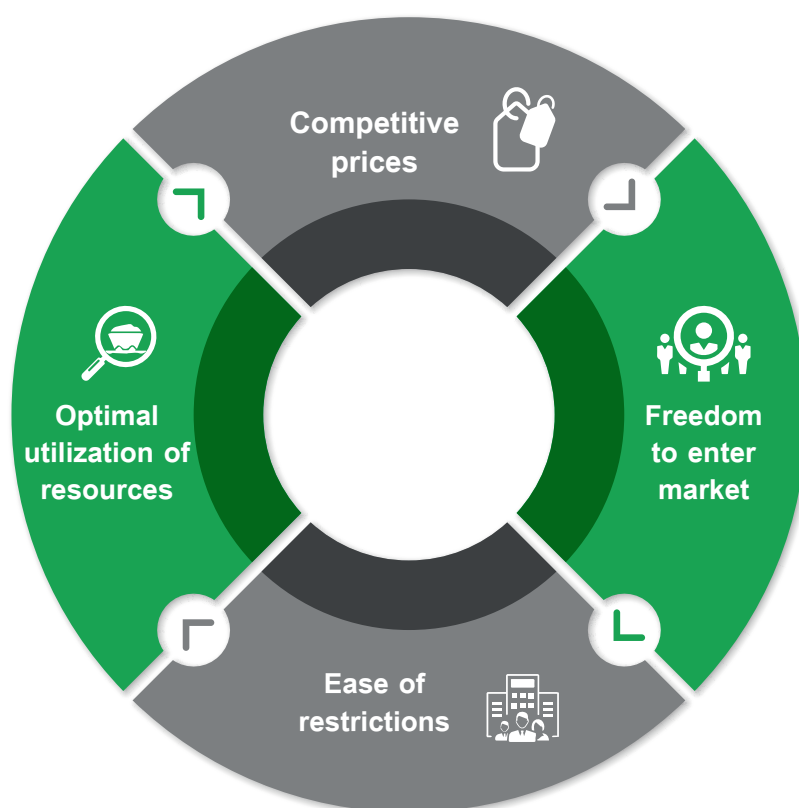 Competitive
prices
Optimal
utilization of
resources
Freedom
to enter
market
Ease of
restrictions